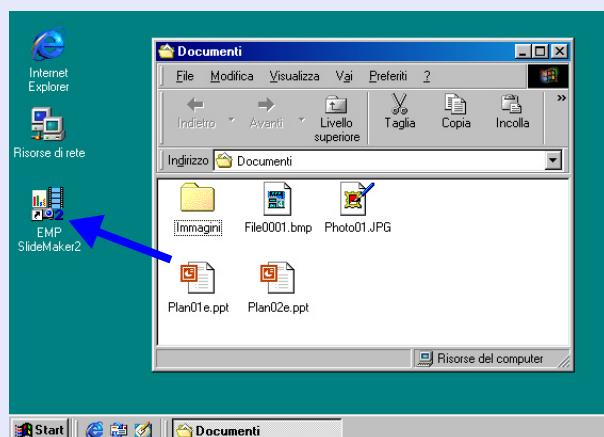 Internet
Explorer
Risorse di rete
EMP
SlideMaker2
Documenti
File Modifica Visualizza Vai Preferiti ?
Indietro Avanti Livello superiore Taglia Copia Incolla »
Indirizzo Documenti
Immagini File0001.bmp Photo01.JPG
Plan01e.ppt Plan02e.ppt
Risorse del computer
Start Documenti